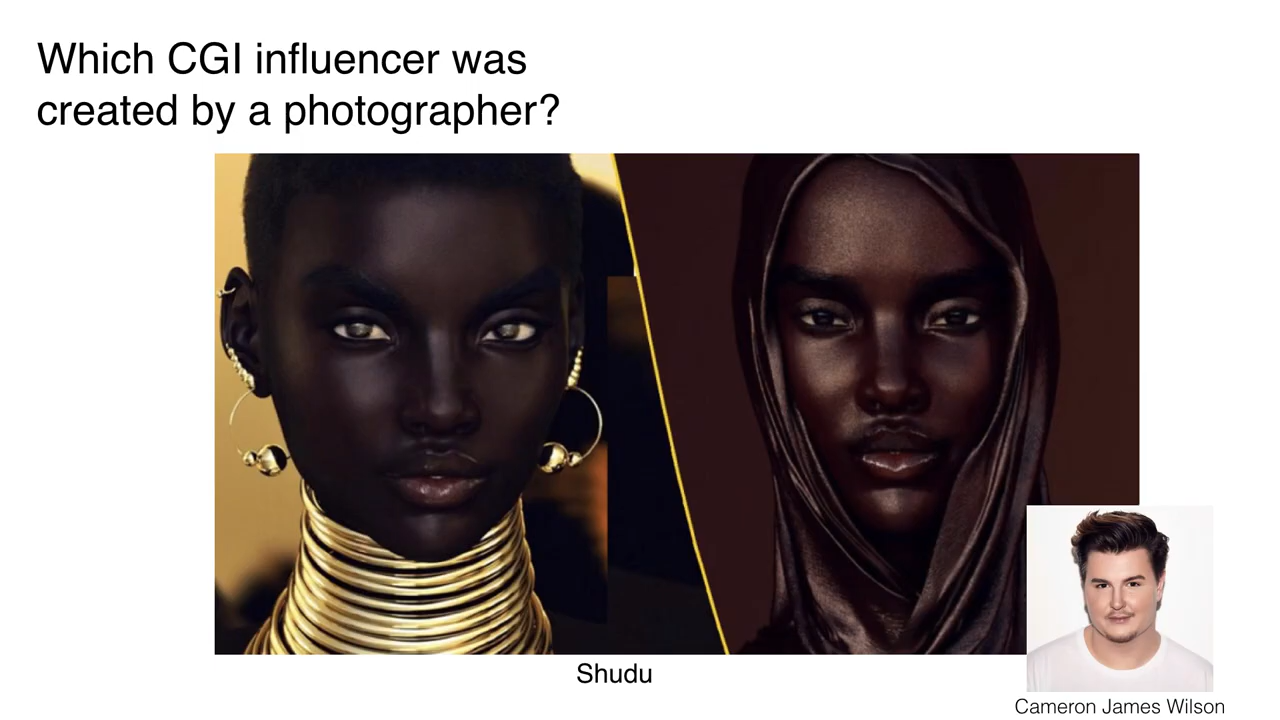 Which CGI influencer was
created by a photographer?
Shudu
Cameron James Wilson